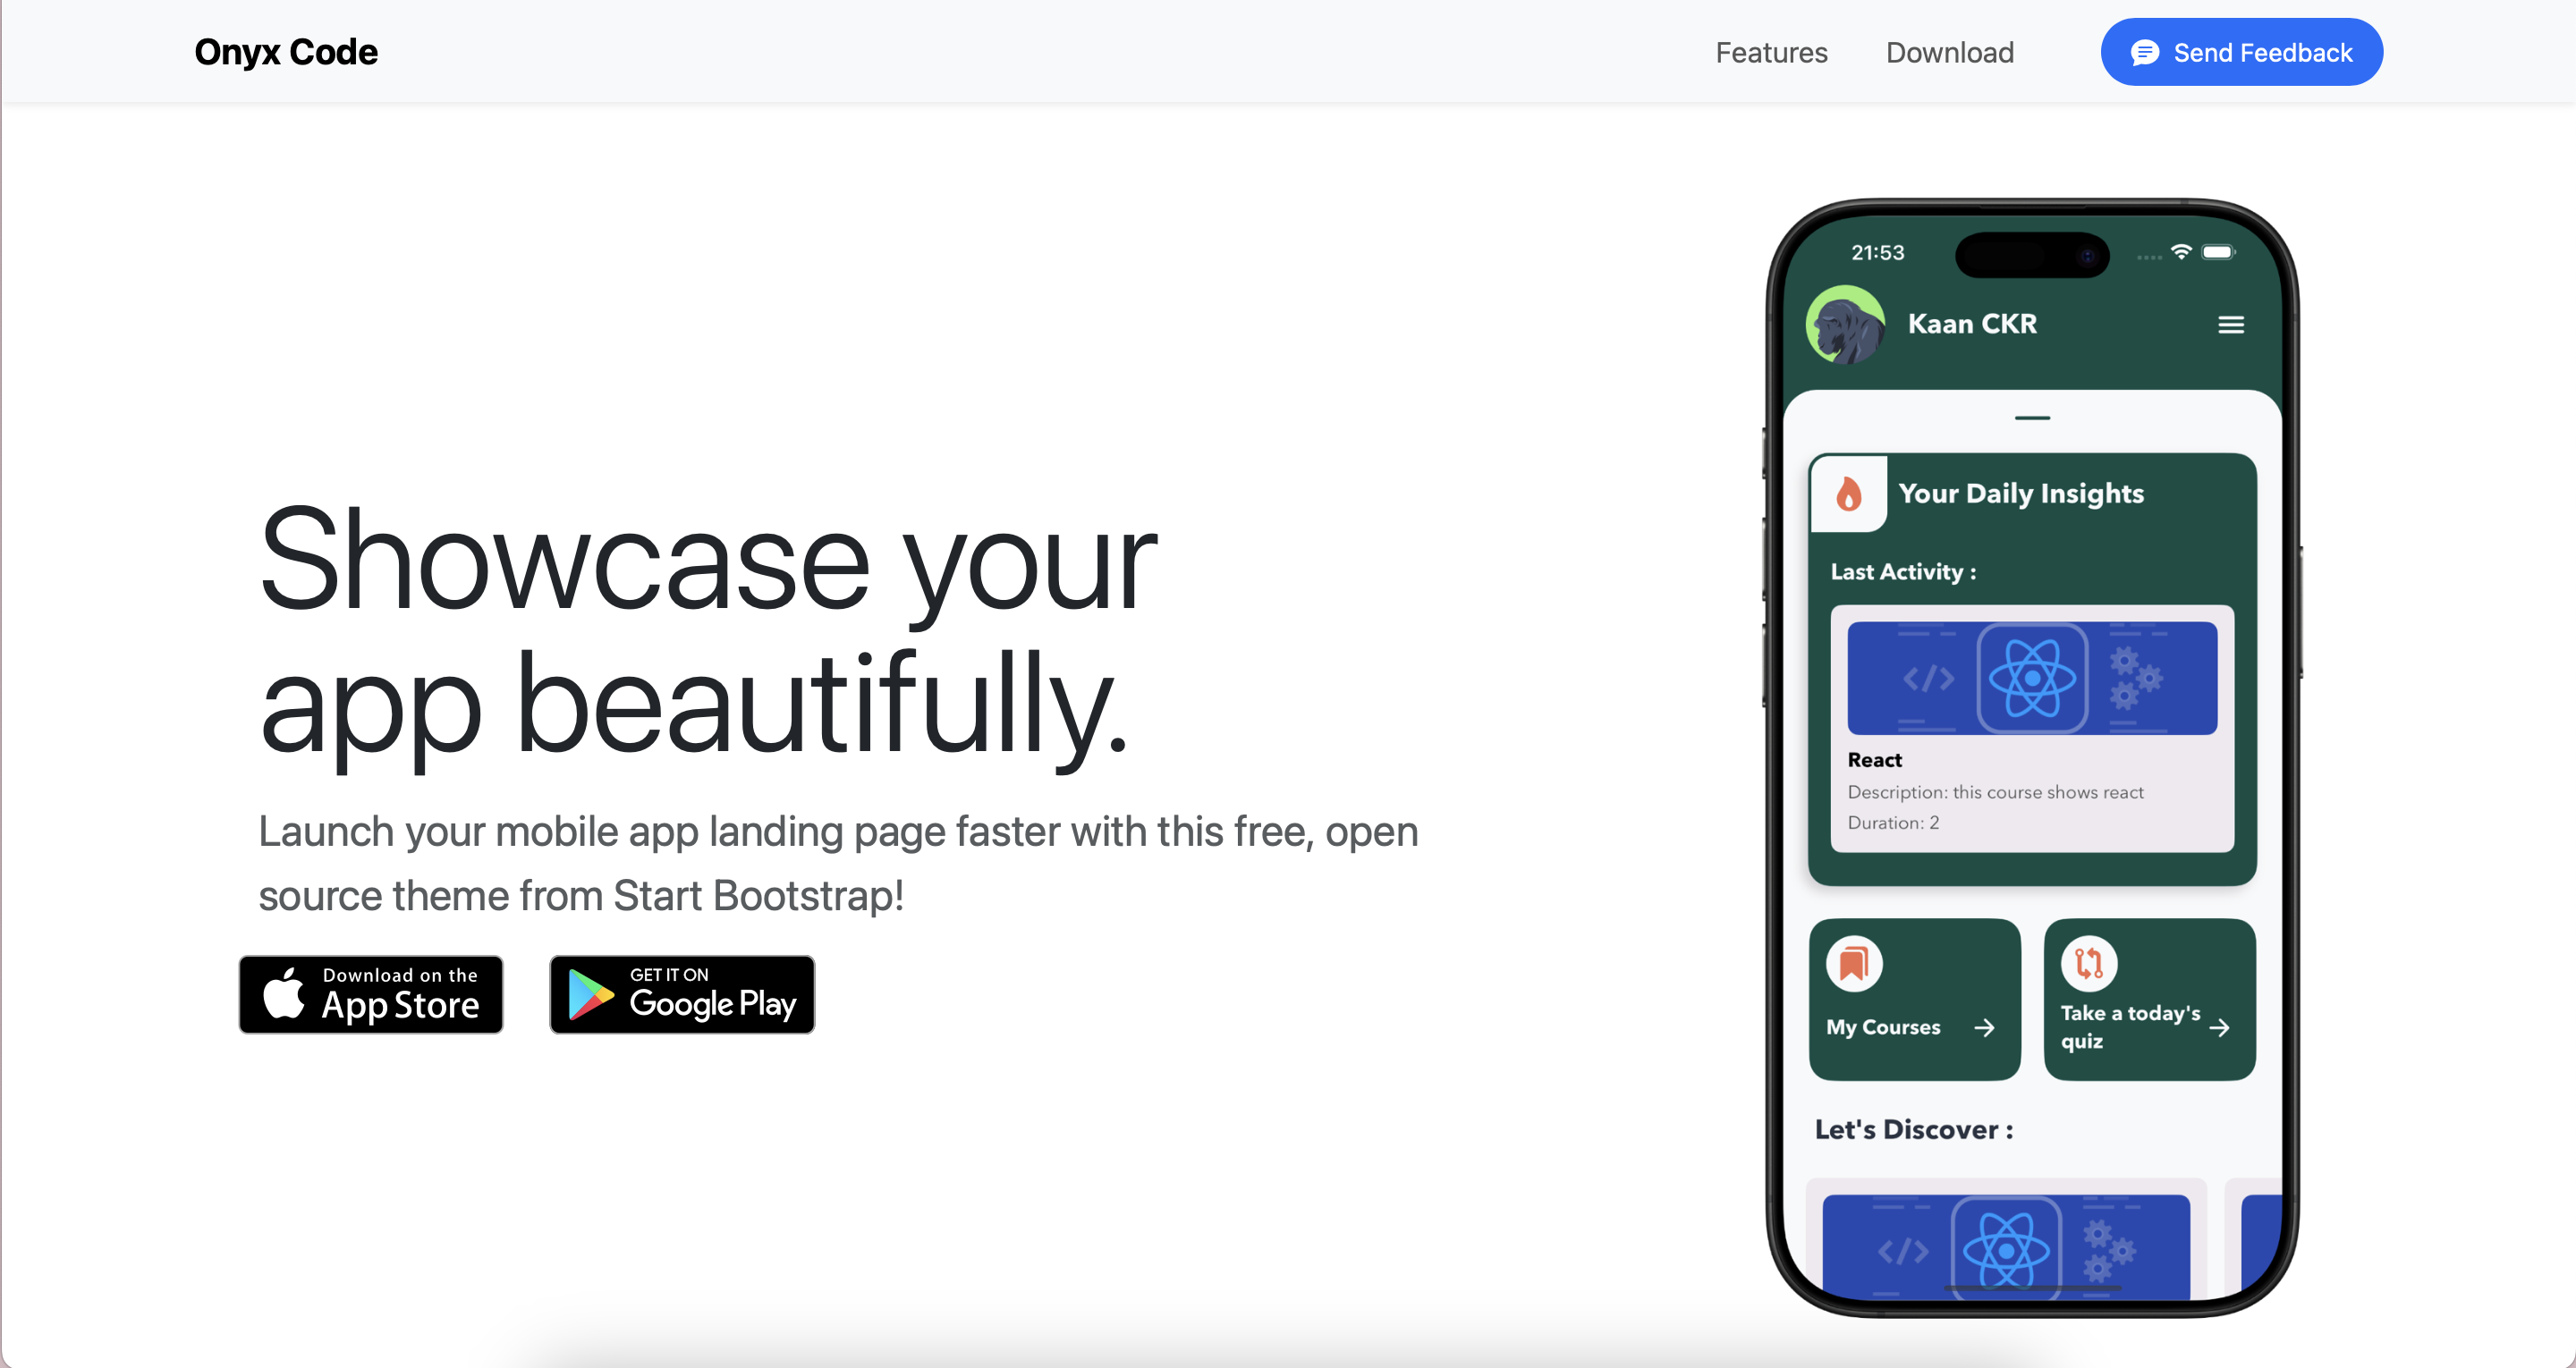 Onyx Code
Features
Download
Send Feedback
Showcase your
app beautifully.
Launch your mobile app landing page faster with this free, open
source theme from Start Bootstrap!
Download on the
App Store
GET IT ON
Google Play
21:53
Kaan CKR
Your Daily Insights
Last Activity :
</>
React
Description: this course shows react
Duration: 2
My Courses
Take a today's
quiz
Let's Discover :
</>